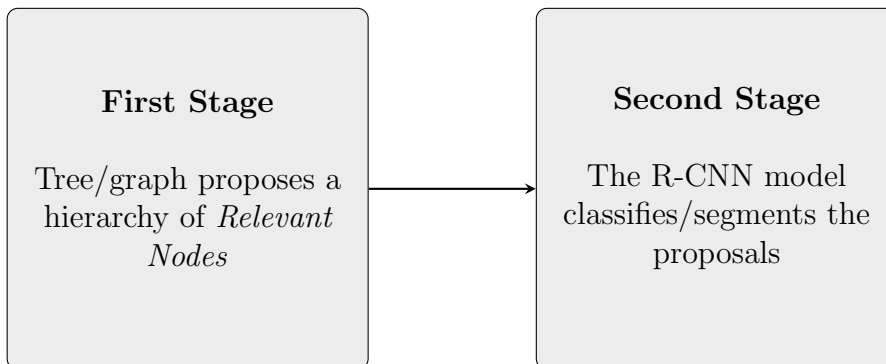 First Stage
Tree/graph proposes a
hierarchy of Relevant
Nodes
Second Stage
The R-CNN model
classifies/segments the
proposals